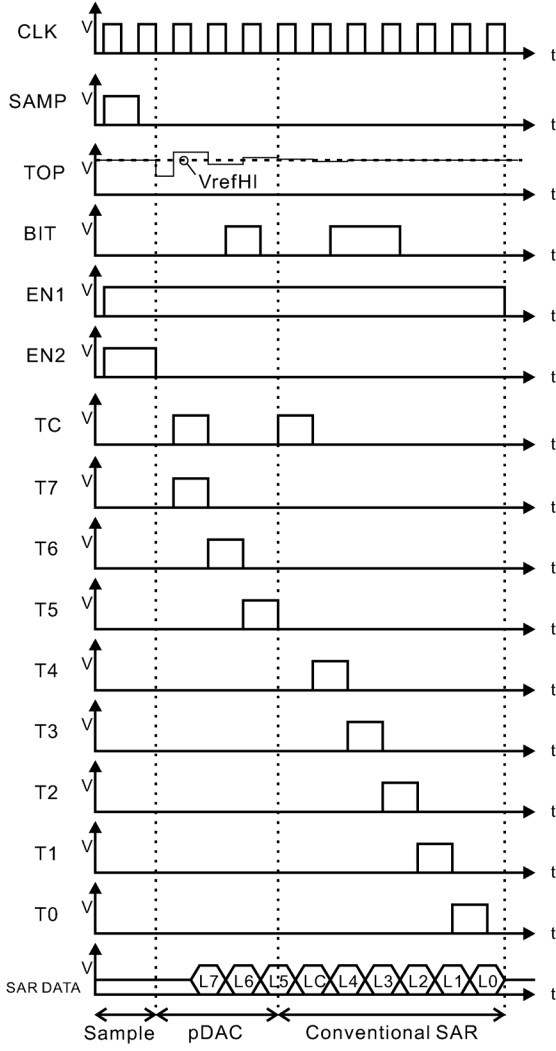 CLK V t
SAMP V t
TOP V VrefHI t
BIT V t
EN1 V t
EN2 V t
TC V t
T7 V t
T6 V t
T5 V t
T4 V t
T3 V t
T2 V t
T1 V t
T0 V t
SAR DATA V L7 L6 L5 LC L4 L3 L2 L1 L0 t
Sample pDAC Conventional SAR